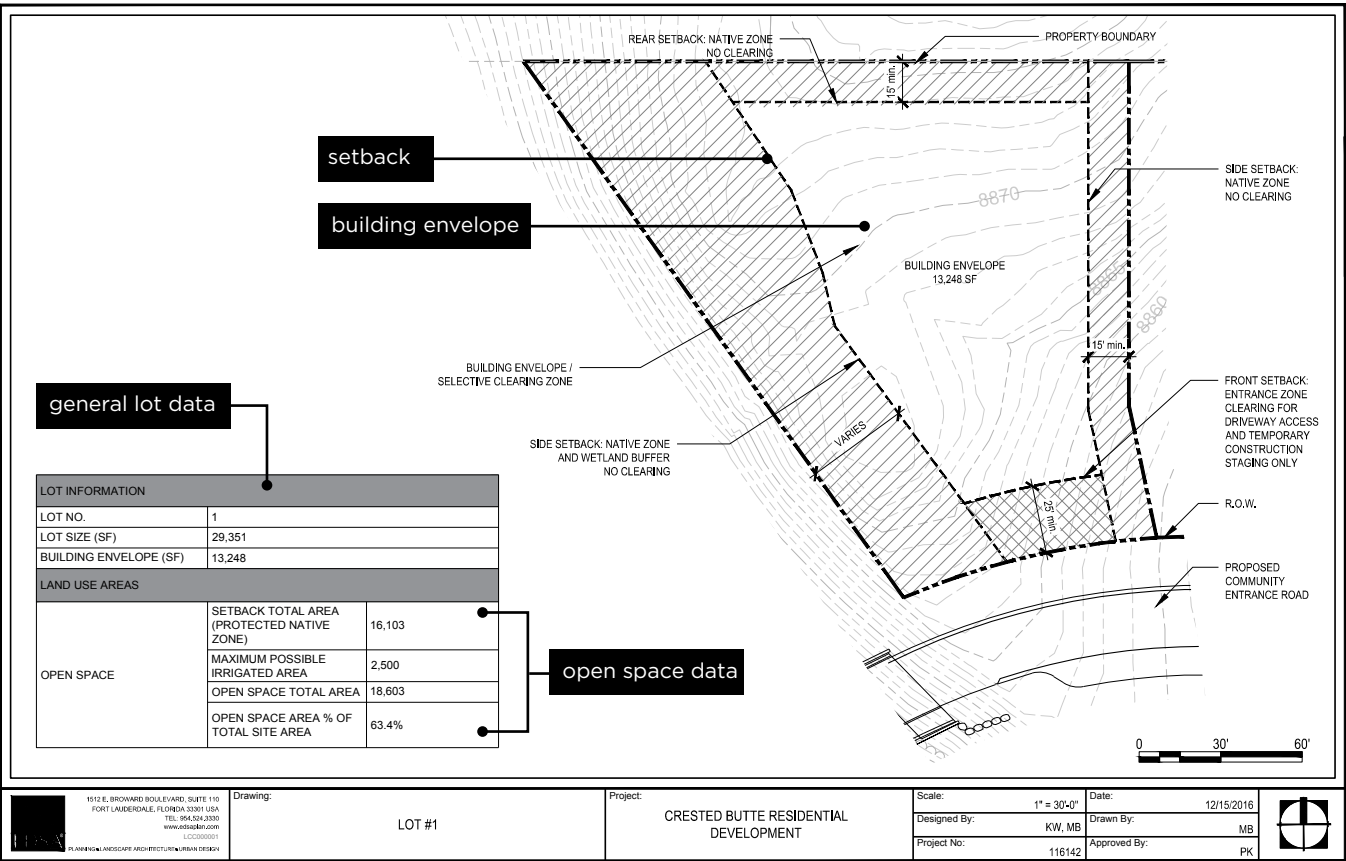 REAR SETBACK: NATIVE ZONE
NO CLEARING
PROPERTY BOUNDARY
15' min.
setback
building envelope
SIDE SETBACK:
NATIVE ZONE
NO CLEARING
8870
BUILDING ENVELOPE
13,248 SF
8865
8860
15' min.
BUILDING ENVELOPE /
SELECTIVE CLEARING ZONE
general lot data
FRONT SETBACK:
ENTRANCE ZONE
CLEARING FOR
DRIVEWAY ACCESS
AND TEMPORARY
CONSTRUCTION
STAGING ONLY
VARIES
SIDE SETBACK: NATIVE ZONE
AND WETLAND BUFFER
NO CLEARING
25' min.
R.O.W.
PROPOSED
COMMUNITY
ENTRANCE ROAD
LOT INFORMATION
LOT NO. 1
LOT SIZE (SF) 29,351
BUILDING ENVELOPE (SF) 13,248
LAND USE AREAS
OPEN SPACE
SETBACK TOTAL AREA
(PROTECTED NATIVE
ZONE)
16,103
MAXIMUM POSSIBLE
IRRIGATED AREA
2,500
OPEN SPACE TOTAL AREA 18,603
OPEN SPACE AREA % OF
TOTAL SITE AREA
63.4%
open space data
0 30' 60'
1512 E. BROWARD BOULEVARD, SUITE 110
FORT LAUDERDALE, FLORIDA 33301 USA
TEL: 954.524.3330
www.edsaplan.com
LCC000001
PLANNING LANDSCAPE ARCHITECTURE URBAN DESIGN
Drawing:
LOT #1
Project:
CRESTED BUTTE RESIDENTIAL
DEVELOPMENT
Scale: 1" = 30'-0"
Date: 12/15/2016
Designed By: KW, MB
Drawn By: MB
Project No: 116142
Approved By: PK